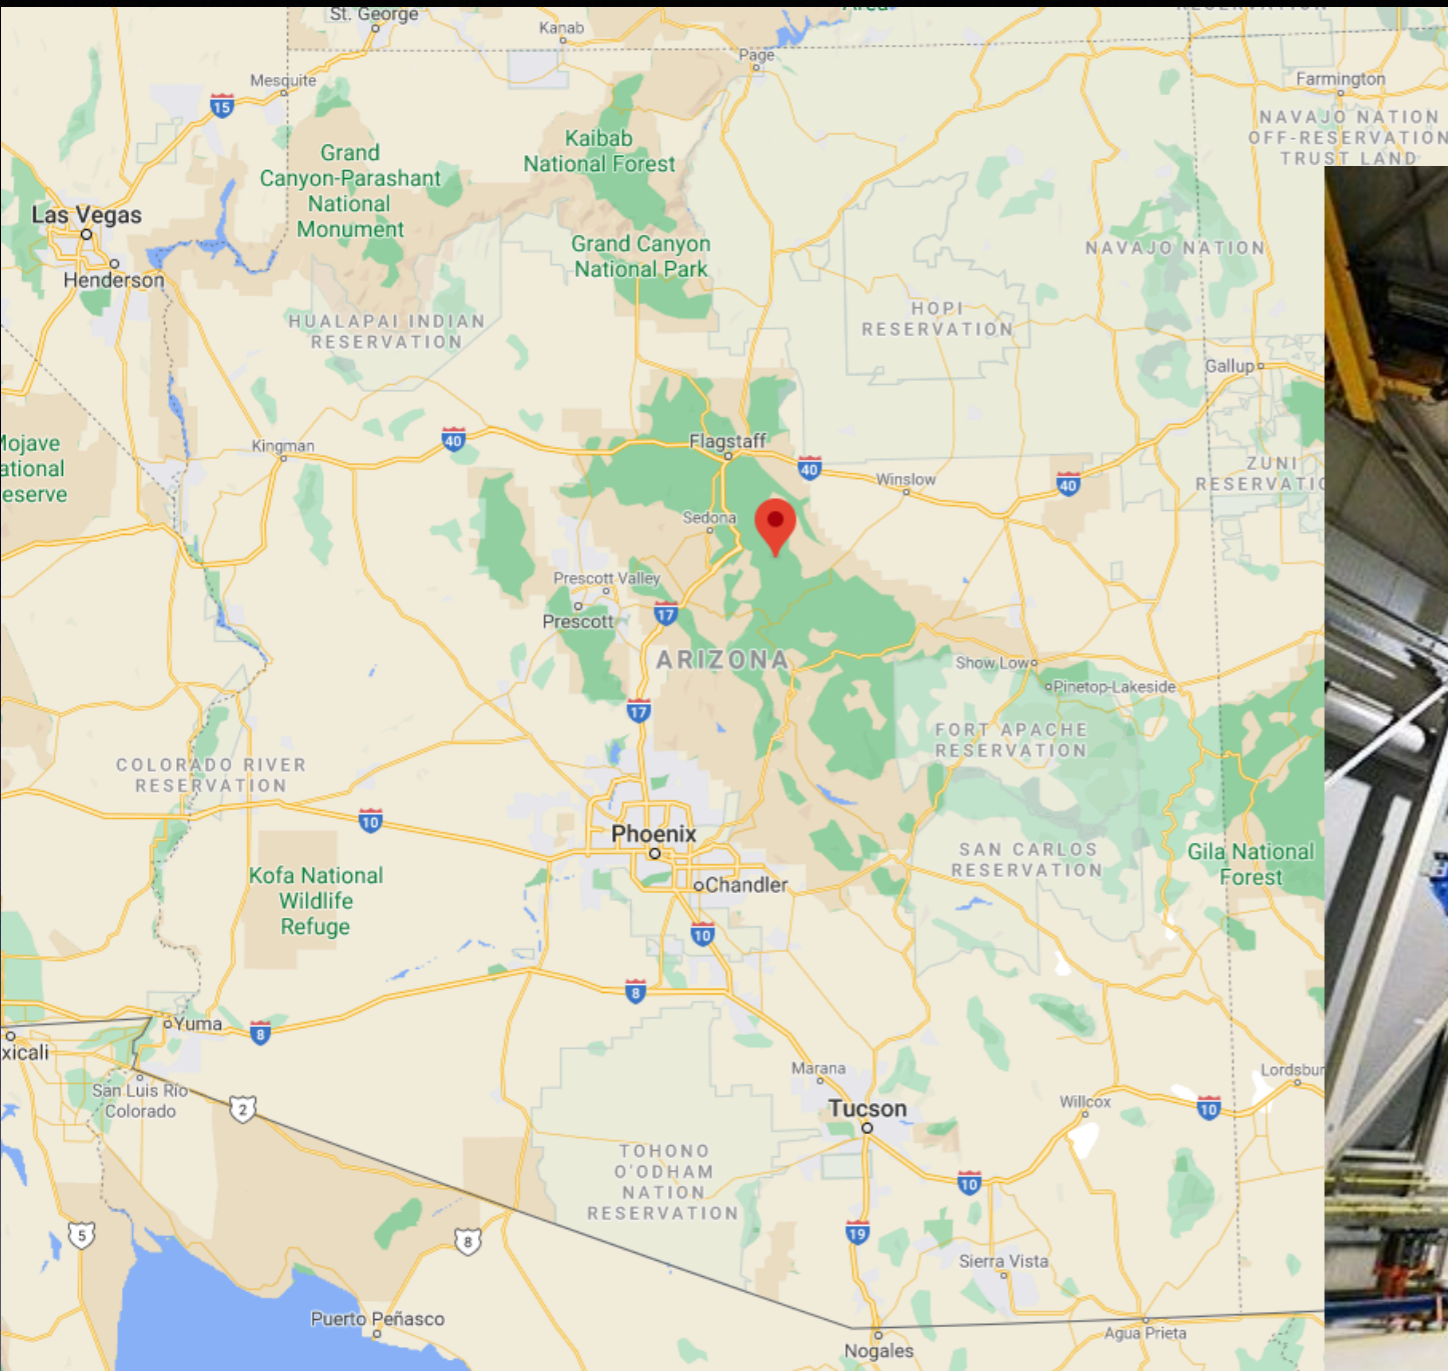 St. George
Kanab
Page
Mesquite
15
Farmington
NAVAJO NATION
OFF-RESERVATION
TRUST LAND
Kaibab
National Forest
Grand
Canyon-Parashant
National
Monument
Las Vegas
Henderson
Grand Canyon
National Park
NAVAJO NATION
HOPI
RESERVATION
HUALAPAI INDIAN
RESERVATION
Gallup
Mojave
ational
eserve
Kingman
40
Flagstaff
40
Winslow
40
ZUNI
RESERVATIO
Sedona
Prescott Valley
Prescott
17
ARIZONA
Show Low
Pinetop-Lakeside
17
FORT APACHE
RESERVATION
COLORADO RIVER
RESERVATION
10
Phoenix
Chandler
SAN CARLOS
RESERVATION
Gila National
Forest
Kofa National
Wildlife
Refuge
10
8
Yuma
8
xicali
San Luis Río
Colorado
2
Marana
Tucson
Willcox
Lordsbur
10
TOHONO
O'ODHAM
NATION
RESERVATION
10
5
8
19
Sierra Vista
Puerto Peñasco
Nogales
Agua Prieta